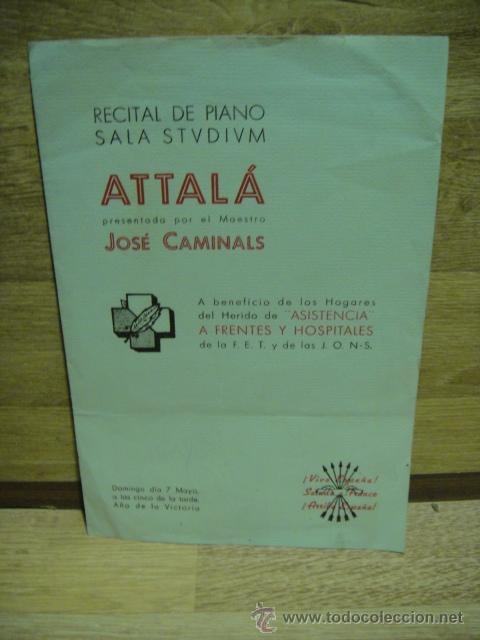 RECITAL DE PIANO
SALA STVDIVM
ATTALÁ
presentada por el Maestro
JOSÉ CAMINALS
A beneficio de los Hogares
del Herido de "ASISTENCIA
A FRENTES Y HOSPITALES
de la F. E. T. y de las J. O. N-S.
Domingo día 7 Mayo,
a las cinco de la tarde.
Año de la Victoria
¡Viva España!
Saludo Franco
¡Arriba España!
www.todocoleccion.net